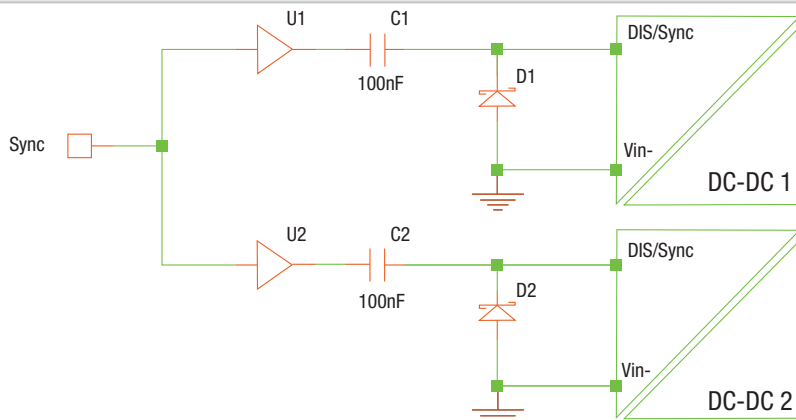 U1
C1
DIS/Sync
D1
100nF
Sync
Vin-
DC-DC 1
U2
C2
DIS/Sync
D2
100nF
Vin-
DC-DC 2